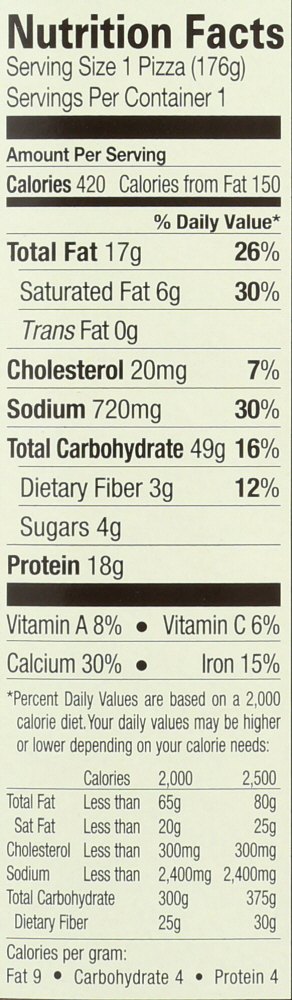 Nutrition Facts
Serving Size 1 Pizza (176g)
Servings Per Container 1
Amount Per Serving
Calories 420 Calories from Fat 150
% Daily Value*
Total Fat 17g 26%
Saturated Fat 6g 30%
Trans Fat 0g
Cholesterol 20mg 7%
Sodium 720mg 30%
Total Carbohydrate 49g 16%
Dietary Fiber 3g 12%
Sugars 4g
Protein 18g
Vitamin A 8% • Vitamin C 6%
Calcium 30% • Iron 15%
*Percent Daily Values are based on a 2,000
calorie diet. Your daily values may be higher
or lower depending on your calorie needs:
Calories 2,000 2,500
Total Fat Less than 65g 80g
Sat Fat Less than 20g 25g
Cholesterol Less than 300mg 300mg
Sodium Less than 2,400mg 2,400mg
Total Carbohydrate 300g 375g
Dietary Fiber 25g 30g
Calories per gram:
Fat 9 • Carbohydrate 4 • Protein 4